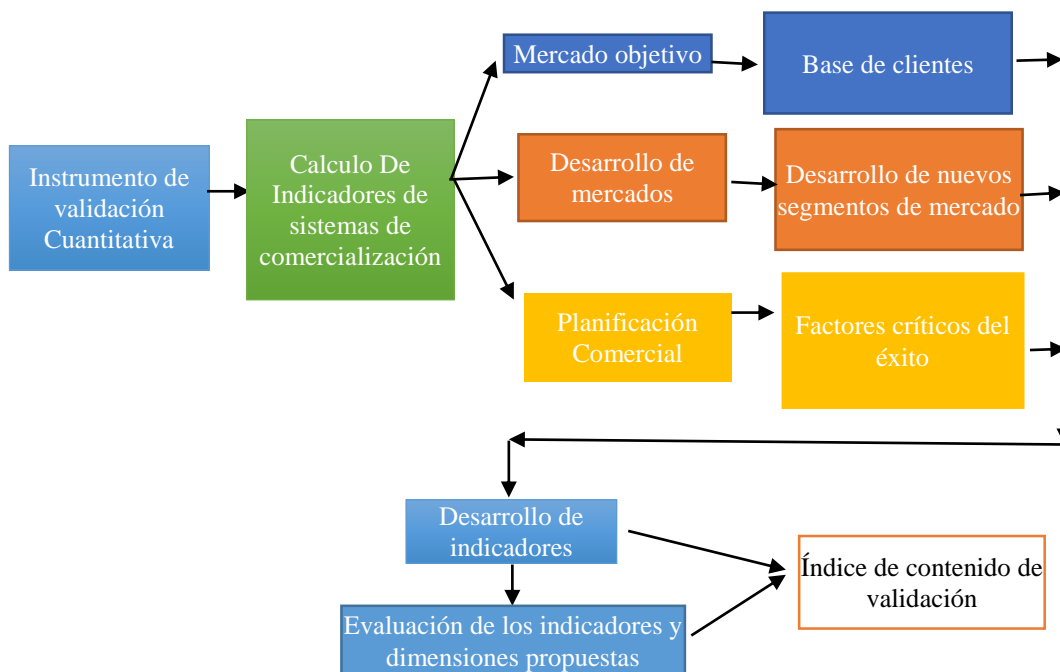 Instrumento de
validación
Cuantitativa
Calculo De
Indicadores de
sistemas de
comercialización
Mercado objetivo
Base de clientes
Desarrollo de
mercados
Desarrollo de nuevos
segmentos de mercado
Planificación
Comercial
Factores críticos del
éxito
Desarrollo de
indicadores
Evaluación de los indicadores y
dimensiones propuestas
Índice de contenido de
validación